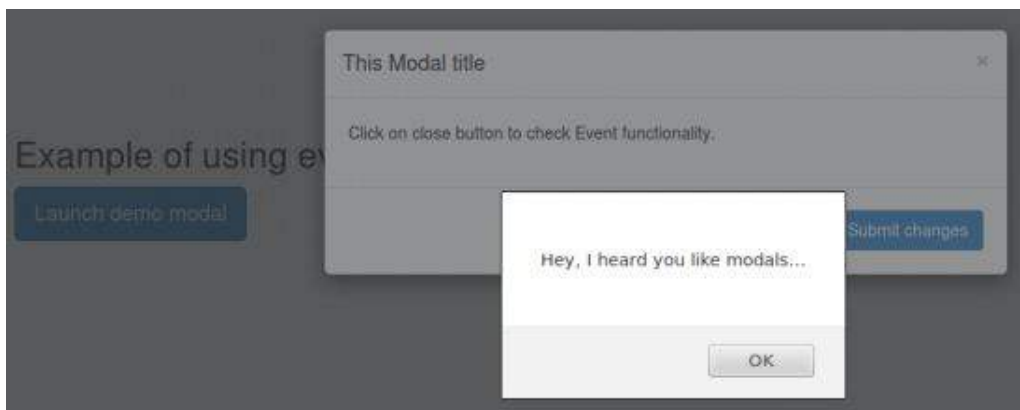 This Modal title ×
Click on close button to check Event functionality.
Example of using ev
Launch demo modal
Submit changes
Hey, I heard you like modals...
OK